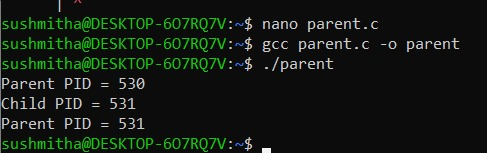 | ^
sushmitha@DESKTOP-6O7RQ7V:~$ nano parent.c
sushmitha@DESKTOP-6O7RQ7V:~$ gcc parent.c -o parent
sushmitha@DESKTOP-6O7RQ7V:~$ ./parent
Parent PID = 530
Child PID = 531
Parent PID = 531
sushmitha@DESKTOP-6O7RQ7V:~$